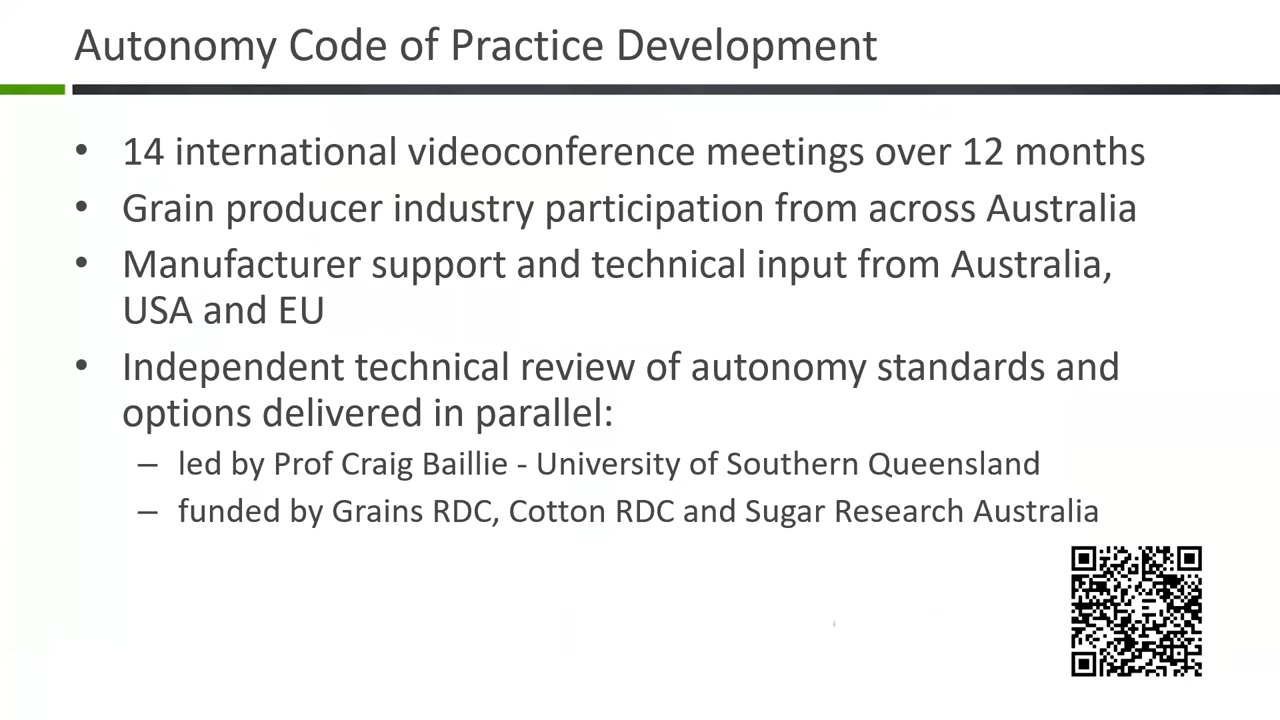 Autonomy Code of Practice Development
• 14 international videoconference meetings over 12 months
• Grain producer industry participation from across Australia
• Manufacturer support and technical input from Australia,
USA and EU
• Independent technical review of autonomy standards and
options delivered in parallel:
– led by Prof Craig Baillie - University of Southern Queensland
– funded by Grains RDC, Cotton RDC and Sugar Research Australia